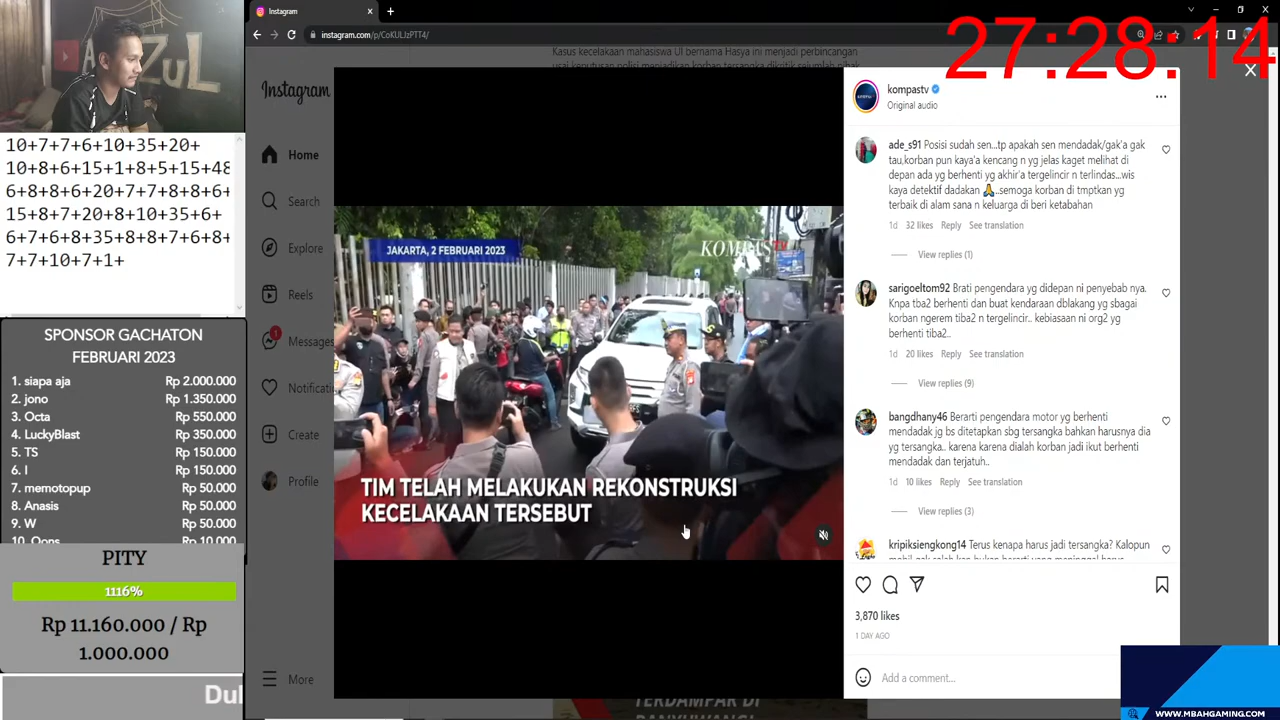 Instagram
instagram.com/p/CoKULIzPTT4/
27:28:14
10+7+7+6+10+35+20+
10+8+6+15+1+8+5+15+48
6+8+8+6+20+7+7+8+8+6+
15+8+7+20+8+10+35+6+
6+7+6+8+35+8+8+7+6+8+
7+7+10+7+1+
SPONSOR GACHATON
FEBRUARI 2023
1. siapa aja Rp 2.000.000
2. jono Rp 1.350.000
3. Octa Rp 550.000
4. LuckyBlast Rp 350.000
5. TS Rp 150.000
6. I Rp 150.000
7. memotopup Rp 50.000
8. Anasis Rp 50.000
9. W Rp 50.000
10. Oops Rp 10.000
PITY
1116%
Rp 11.160.000 / Rp
1.000.000
Dul
Instagram
Home
Search
Explore
Reels
1
Messages
Notificati
Create
Profile
More
Kasus kecelakaan mahasiswa UI bernama Hasya ini menjadi perbincangan
usai keputusan polisi menjadikan korban tersangka dikritik sejumlah pihak
JAKARTA, 2 FEBRUARI 2023
KOMPASTV
TIM TELAH MELAKUKAN REKONSTRUKSI
KECELAKAAN TERSEBUT
TERDAMPAR DI
BANYUWANGI
kompastv
Original audio
ade_s91 Posisi sudah sen...tp apakah sen mendadak/gak'a gak
tau,korban pun kaya'a kencang n yg jelas kaget melihat di
depan ada yg berhenti yg akhir'a tergelincir n terlindas...wis
kaya detektif dadakan 🙏..semoga korban di tmptkan yg
terbaik di alam sana n keluarga di beri ketabahan
1d 32 likes Reply See translation
View replies (1)
sarigoeltom92 Brati pengendara yg didepan ni penyebab nya.
Knpa tba2 berhenti dan buat kendaraan dblakang yg sbagai
korban ngerem tiba2 n tergelincir.. kebiasaan ni org2 yg
berhenti tiba2..
1d 20 likes Reply See translation
View replies (9)
bangdhany46 Berarti pengendara motor yg berhenti
mendadak jg bs ditetapkan sbg tersangka bahkan harusnya dia
yg tersangka.. karena karena dialah korban jadi ikut berhenti
mendadak dan terjatuh..
1d 10 likes Reply See translation
View replies (3)
kripiksiengkong14 Terus kenapa harus jadi tersangka? Kalopun
3,870 likes
1 DAY AGO
Add a comment...
WWW.MBAHGAMING.COM